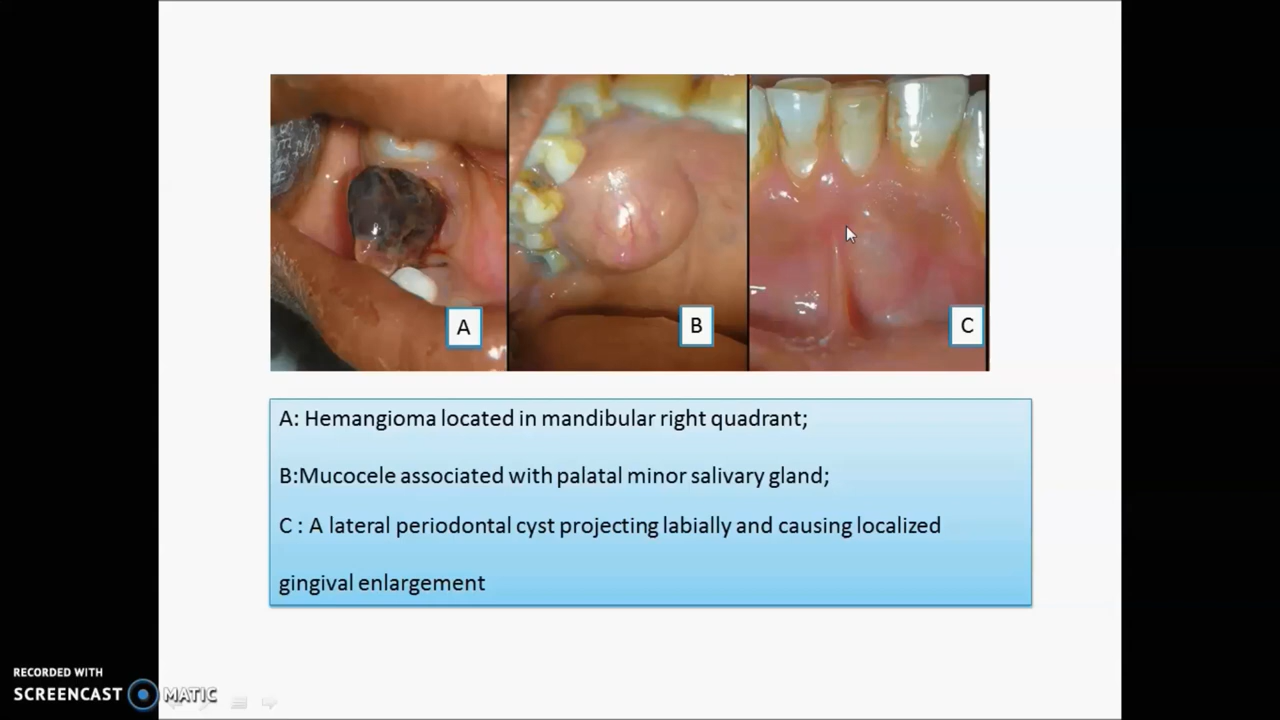 A
B
C
A: Hemangioma located in mandibular right quadrant;
B:Mucocele associated with palatal minor salivary gland;
C : A lateral periodontal cyst projecting labially and causing localized
gingival enlargement
RECORDED WITH
SCREENCAST MATIC